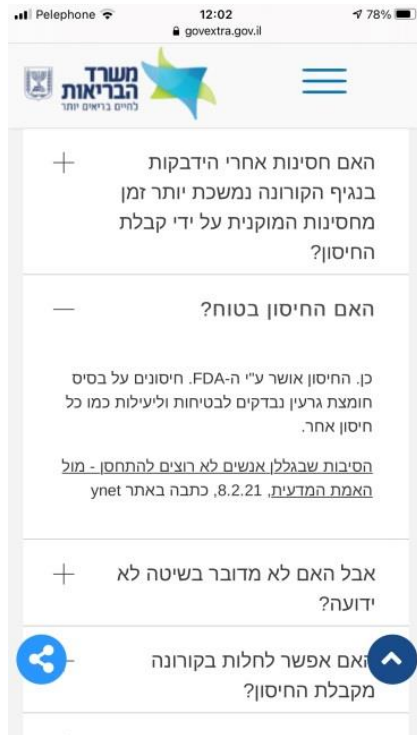 Pelephone 12:02 78%
govextra.gov.il
משרד
הבריאות
לחיים בריאים יותר
האם חסינות אחרי הידבקות
בנגיף הקורונה נמשכת יותר זמן
מחסינות המוקנית על ידי קבלת
החיסון?
האם החיסון בטוח?
כן. החיסון אושר ע"י ה-FDA. חיסונים על בסיס
חומצת גרעין נבדקים לבטיחות וליעילות כמו כל
חיסון אחר.
הסיבות שבגללן אנשים לא רוצים להתחסן - מול
האמת המדעית, 8.2.21, כתבה באתר ynet
אבל האם לא מדובר בשיטה לא
ידועה?
האם אפשר לחלות בקורונה
מקבלת החיסון?